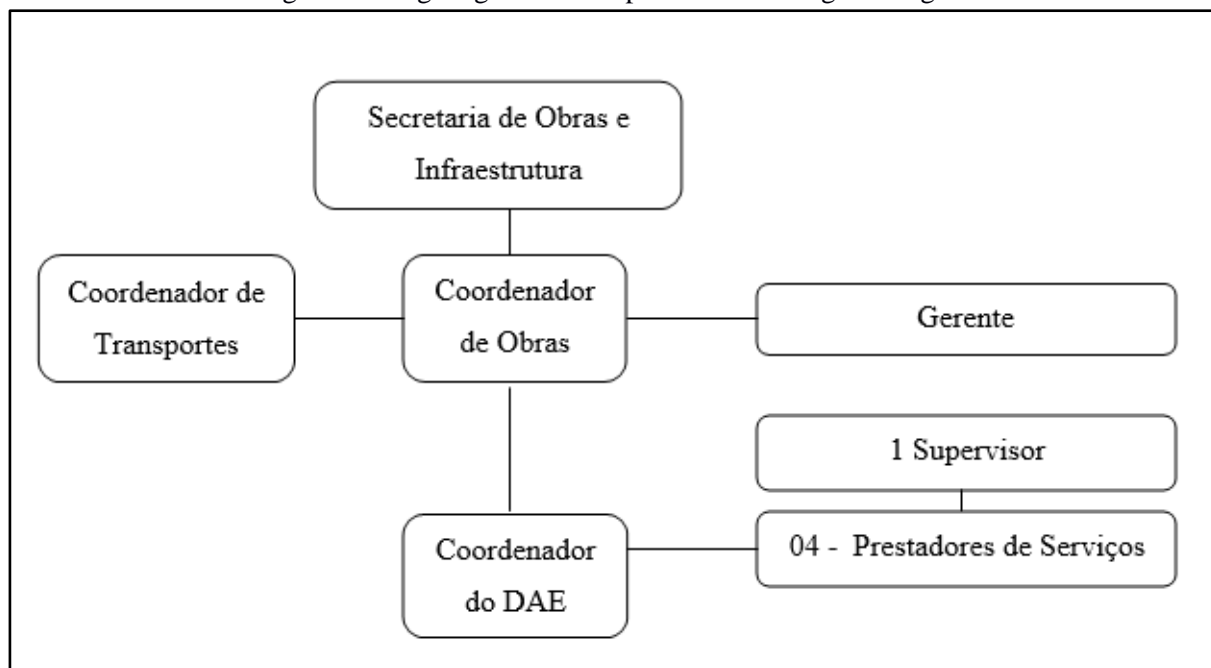 Secretaria de Obras e
Infraestrutura
Coordenador de
Transportes
Coordenador
de Obras
Gerente
1 Supervisor
04 - Prestadores de Serviços
Coordenador
do DAE